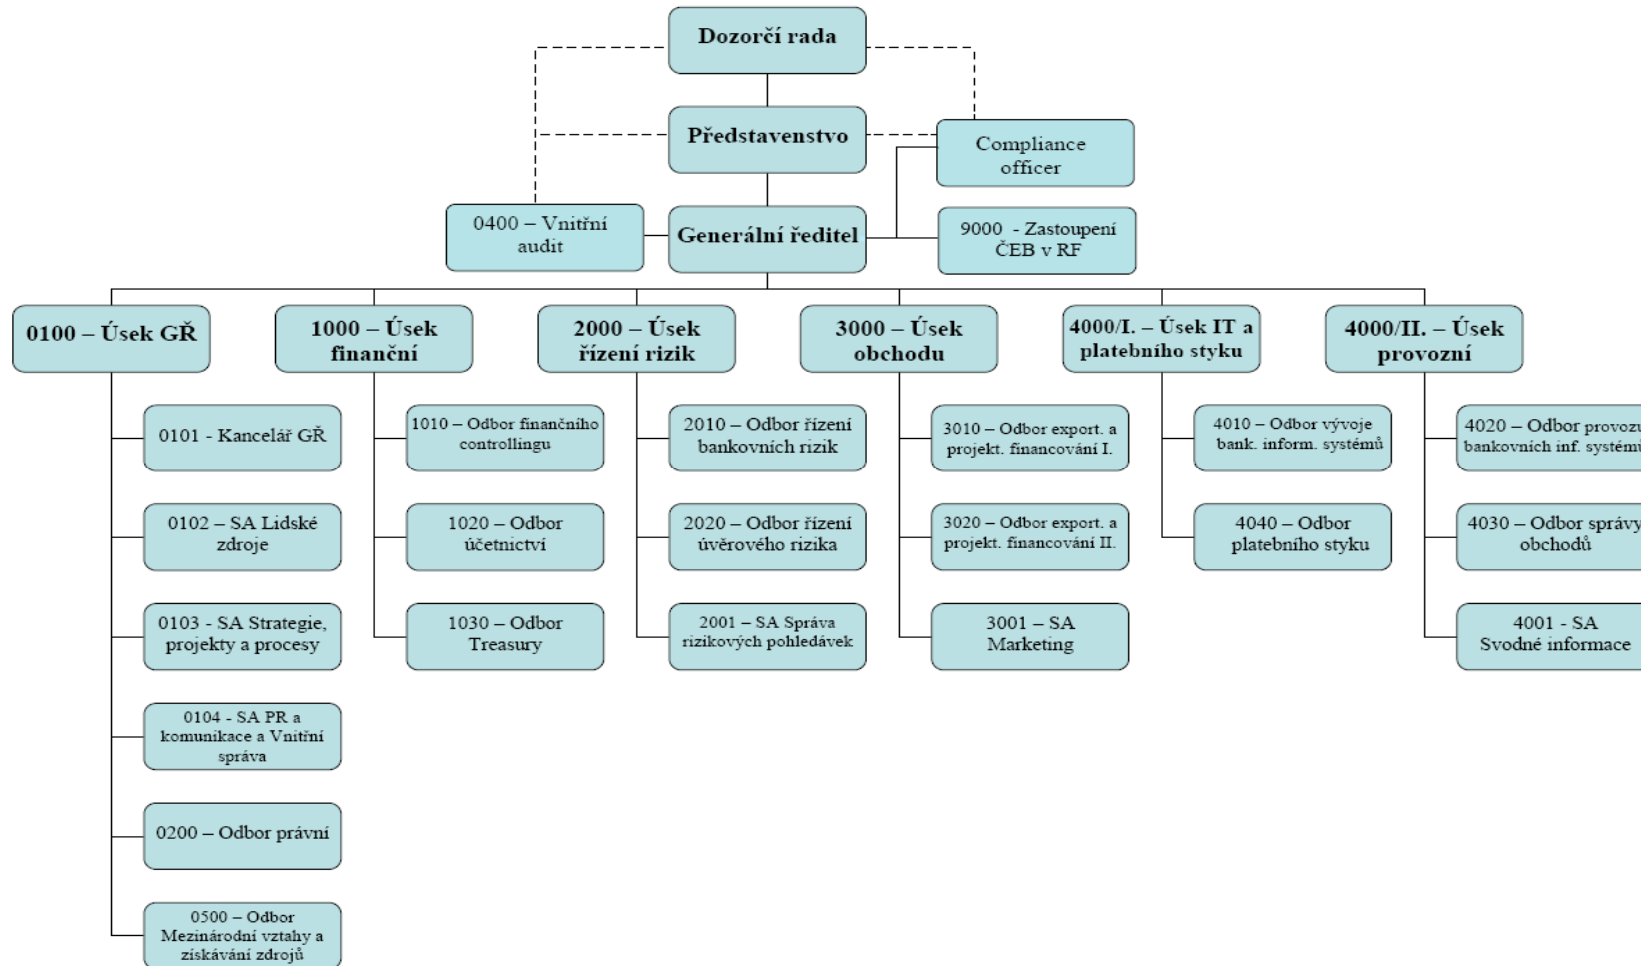 Dozorčí rada
Představenstvo
Compliance
officer
0400 – Vnitřní
audit
Generální ředitel
9000 - Zastoupení
ČEB v RF
0100 – Úsek GŘ
1000 – Úsek
finanční
2000 – Úsek
řízení rizik
3000 – Úsek
obchodu
4000/I. – Úsek IT a
platebního styku
4000/II. – Úsek
provozní
0101 - Kancelář GŘ
1010 – Odbor finančního
controllingu
2010 – Odbor řízení
bankovních rizik
3010 – Odbor export. a
projekt. financování I.
4010 – Odbor vývoje
bank. inform. systémů
4020 – Odbor provozu
bankovních inf. systémů
0102 – SA Lidské
zdroje
1020 – Odbor
účetnictví
2020 – Odbor řízení
úvěrového rizika
3020 – Odbor export. a
projekt. financování II.
4040 – Odbor
platebního styku
4030 – Odbor správy
obchodů
0103 - SA Strategie,
projekty a procesy
1030 – Odbor
Treasury
2001 – SA Správa
rizikových pohledávek
3001 – SA
Marketing
4001 - SA
Svodné informace
0104 - SA PR a
komunikace a Vnitřní
správa
0200 – Odbor právní
0500 – Odbor
Mezinárodní vztahy a
získávání zdrojů